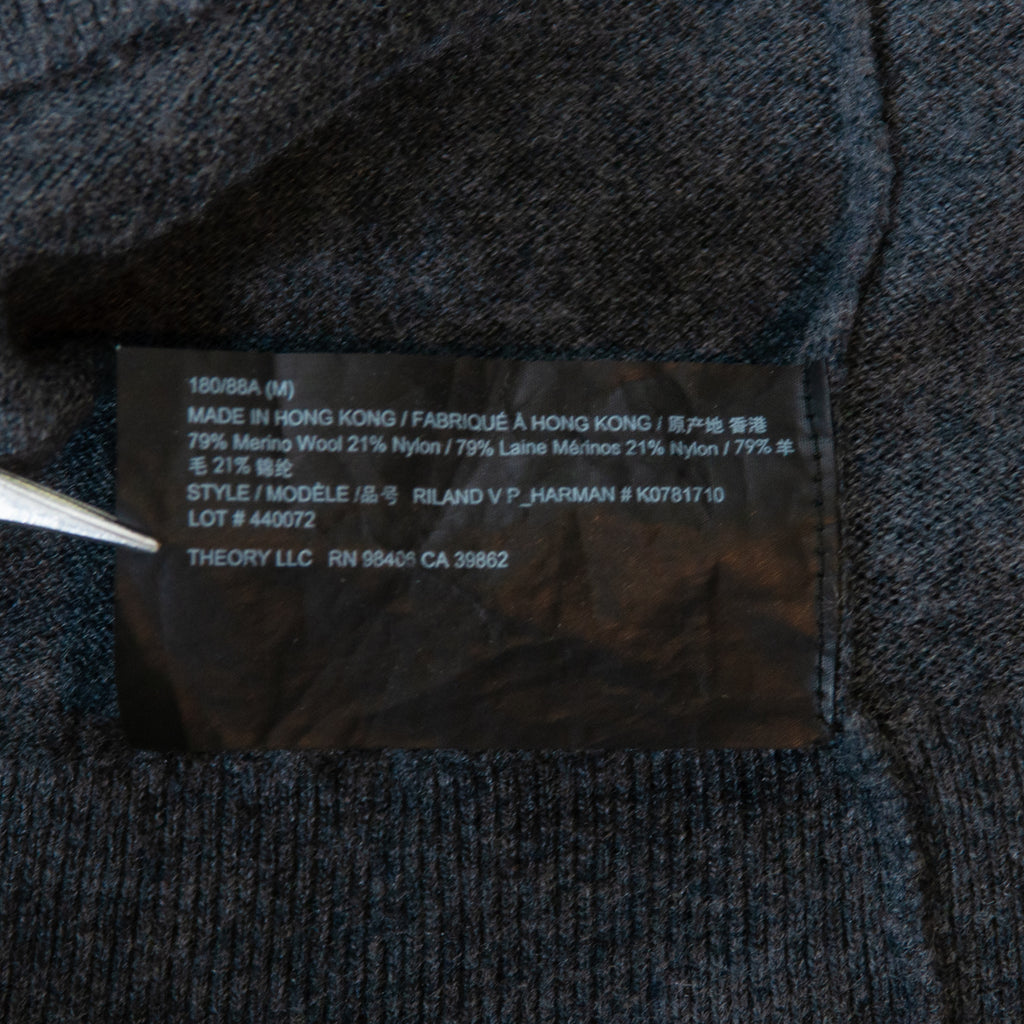 180/88A (M)
MADE IN HONG KONG / FABRIQUÉ À HONG KONG / 原产地 香港
79% Merino Wool 21% Nylon / 79% Laine Mérinos 21% Nylon / 79% 羊
毛 21% 锦纶
STYLE / MODÈLE /品号 RILAND V P_HARMAN # K0781710
LOT # 440072
THEORY LLC RN 98406 CA 39862